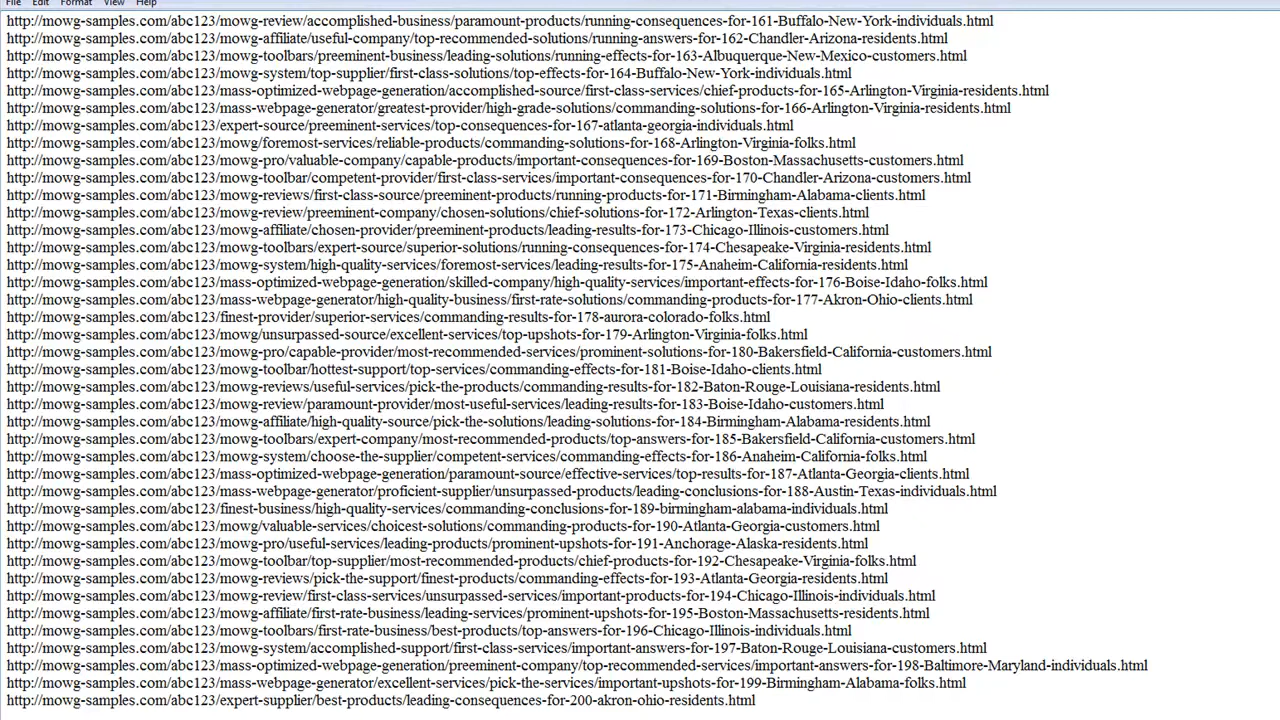 File Edit Format View Help
http://mowg-samples.com/abc123/mowg-review/accomplished-business/paramount-products/running-consequences-for-161-Buffalo-New-York-individuals.html
http://mowg-samples.com/abc123/mowg-affiliate/useful-company/top-recommended-solutions/running-answers-for-162-Chandler-Arizona-residents.html
http://mowg-samples.com/abc123/mowg-toolbars/preeminent-business/leading-solutions/running-effects-for-163-Albuquerque-New-Mexico-customers.html
http://mowg-samples.com/abc123/mowg-system/top-supplier/first-class-solutions/top-effects-for-164-Buffalo-New-York-individuals.html
http://mowg-samples.com/abc123/mass-optimized-webpage-generation/accomplished-source/first-class-services/chief-products-for-165-Arlington-Virginia-residents.html
http://mowg-samples.com/abc123/mass-webpage-generator/greatest-provider/high-grade-solutions/commanding-solutions-for-166-Arlington-Virginia-residents.html
http://mowg-samples.com/abc123/expert-source/preeminent-services/top-consequences-for-167-atlanta-georgia-individuals.html
http://mowg-samples.com/abc123/mowg/foremost-services/reliable-products/commanding-solutions-for-168-Arlington-Virginia-folks.html
http://mowg-samples.com/abc123/mowg-pro/valuable-company/capable-products/important-consequences-for-169-Boston-Massachusetts-customers.html
http://mowg-samples.com/abc123/mowg-toolbar/competent-provider/first-class-services/important-consequences-for-170-Chandler-Arizona-customers.html
http://mowg-samples.com/abc123/mowg-reviews/first-class-source/preeminent-products/running-products-for-171-Birmingham-Alabama-clients.html
http://mowg-samples.com/abc123/mowg-review/preeminent-company/chosen-solutions/chief-solutions-for-172-Arlington-Texas-clients.html
http://mowg-samples.com/abc123/mowg-affiliate/chosen-provider/preeminent-products/leading-results-for-173-Chicago-Illinois-customers.html
http://mowg-samples.com/abc123/mowg-toolbars/expert-source/superior-solutions/running-consequences-for-174-Chesapeake-Virginia-residents.html
http://mowg-samples.com/abc123/mowg-system/high-quality-services/foremost-services/leading-results-for-175-Anaheim-California-residents.html
http://mowg-samples.com/abc123/mass-optimized-webpage-generation/skilled-company/high-quality-services/important-effects-for-176-Boise-Idaho-folks.html
http://mowg-samples.com/abc123/mass-webpage-generator/high-quality-business/first-rate-solutions/commanding-products-for-177-Akron-Ohio-clients.html
http://mowg-samples.com/abc123/finest-provider/superior-services/commanding-results-for-178-aurora-colorado-folks.html
http://mowg-samples.com/abc123/mowg/unsurpassed-source/excellent-services/top-upshots-for-179-Arlington-Virginia-folks.html
http://mowg-samples.com/abc123/mowg-pro/capable-provider/most-recommended-services/prominent-solutions-for-180-Bakersfield-California-customers.html
http://mowg-samples.com/abc123/mowg-toolbar/hottest-support/top-services/commanding-effects-for-181-Boise-Idaho-clients.html
http://mowg-samples.com/abc123/mowg-reviews/useful-services/pick-the-products/commanding-results-for-182-Baton-Rouge-Louisiana-residents.html
http://mowg-samples.com/abc123/mowg-review/paramount-provider/most-useful-services/leading-results-for-183-Boise-Idaho-customers.html
http://mowg-samples.com/abc123/mowg-affiliate/high-quality-source/pick-the-solutions/leading-solutions-for-184-Birmingham-Alabama-residents.html
http://mowg-samples.com/abc123/mowg-toolbars/expert-company/most-recommended-products/top-answers-for-185-Bakersfield-California-customers.html
http://mowg-samples.com/abc123/mowg-system/choose-the-supplier/competent-services/commanding-effects-for-186-Anaheim-California-folks.html
http://mowg-samples.com/abc123/mass-optimized-webpage-generation/paramount-source/effective-services/top-results-for-187-Atlanta-Georgia-clients.html
http://mowg-samples.com/abc123/mass-webpage-generator/proficient-supplier/unsurpassed-products/leading-conclusions-for-188-Austin-Texas-individuals.html
http://mowg-samples.com/abc123/finest-business/high-quality-services/commanding-conclusions-for-189-birmingham-alabama-individuals.html
http://mowg-samples.com/abc123/mowg/valuable-services/choicest-solutions/commanding-products-for-190-Atlanta-Georgia-customers.html
http://mowg-samples.com/abc123/mowg-pro/useful-services/leading-products/prominent-upshots-for-191-Anchorage-Alaska-residents.html
http://mowg-samples.com/abc123/mowg-toolbar/top-supplier/most-recommended-products/chief-products-for-192-Chesapeake-Virginia-folks.html
http://mowg-samples.com/abc123/mowg-reviews/pick-the-support/finest-products/commanding-effects-for-193-Atlanta-Georgia-residents.html
http://mowg-samples.com/abc123/mowg-review/first-class-services/unsurpassed-services/important-products-for-194-Chicago-Illinois-individuals.html
http://mowg-samples.com/abc123/mowg-affiliate/first-rate-business/leading-services/prominent-upshots-for-195-Boston-Massachusetts-residents.html
http://mowg-samples.com/abc123/mowg-toolbars/first-rate-business/best-products/top-answers-for-196-Chicago-Illinois-individuals.html
http://mowg-samples.com/abc123/mowg-system/accomplished-support/first-class-services/important-answers-for-197-Baton-Rouge-Louisiana-customers.html
http://mowg-samples.com/abc123/mass-optimized-webpage-generation/preeminent-company/top-recommended-services/important-answers-for-198-Baltimore-Maryland-individuals.html
http://mowg-samples.com/abc123/mass-webpage-generator/excellent-services/pick-the-services/important-upshots-for-199-Birmingham-Alabama-folks.html
http://mowg-samples.com/abc123/expert-supplier/best-products/leading-consequences-for-200-akron-ohio-residents.html